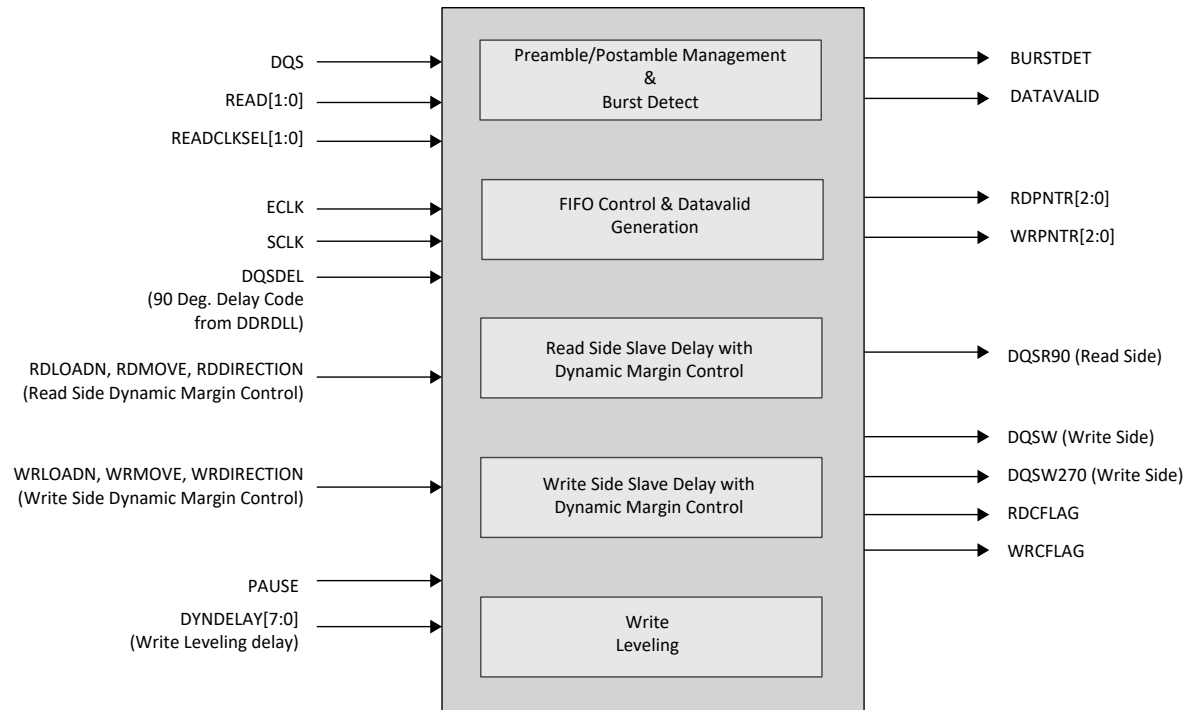 DQS
READ[1:0]
READCLKSEL[1:0]
ECLK
SCLK
DQSDEL
(90 Deg. Delay Code
from DDRDLL)
RDLOADN, RDMOVE, RDDIRECTION
(Read Side Dynamic Margin Control)
WRLOADN, WRMOVE, WRDIRECTION
(Write Side Dynamic Margin Control)
PAUSE
DYNDELAY[7:0]
(Write Leveling delay)
Preamble/Postamble Management
&
Burst Detect
FIFO Control & Datavalid
Generation
Read Side Slave Delay with
Dynamic Margin Control
Write Side Slave Delay with
Dynamic Margin Control
Write
Leveling
BURSTDET
DATAVALID
RDPNTR[2:0]
WRPNTR[2:0]
DQSR90 (Read Side)
DQSW (Write Side)
DQSW270 (Write Side)
RDCFLAG
WRCFLAG